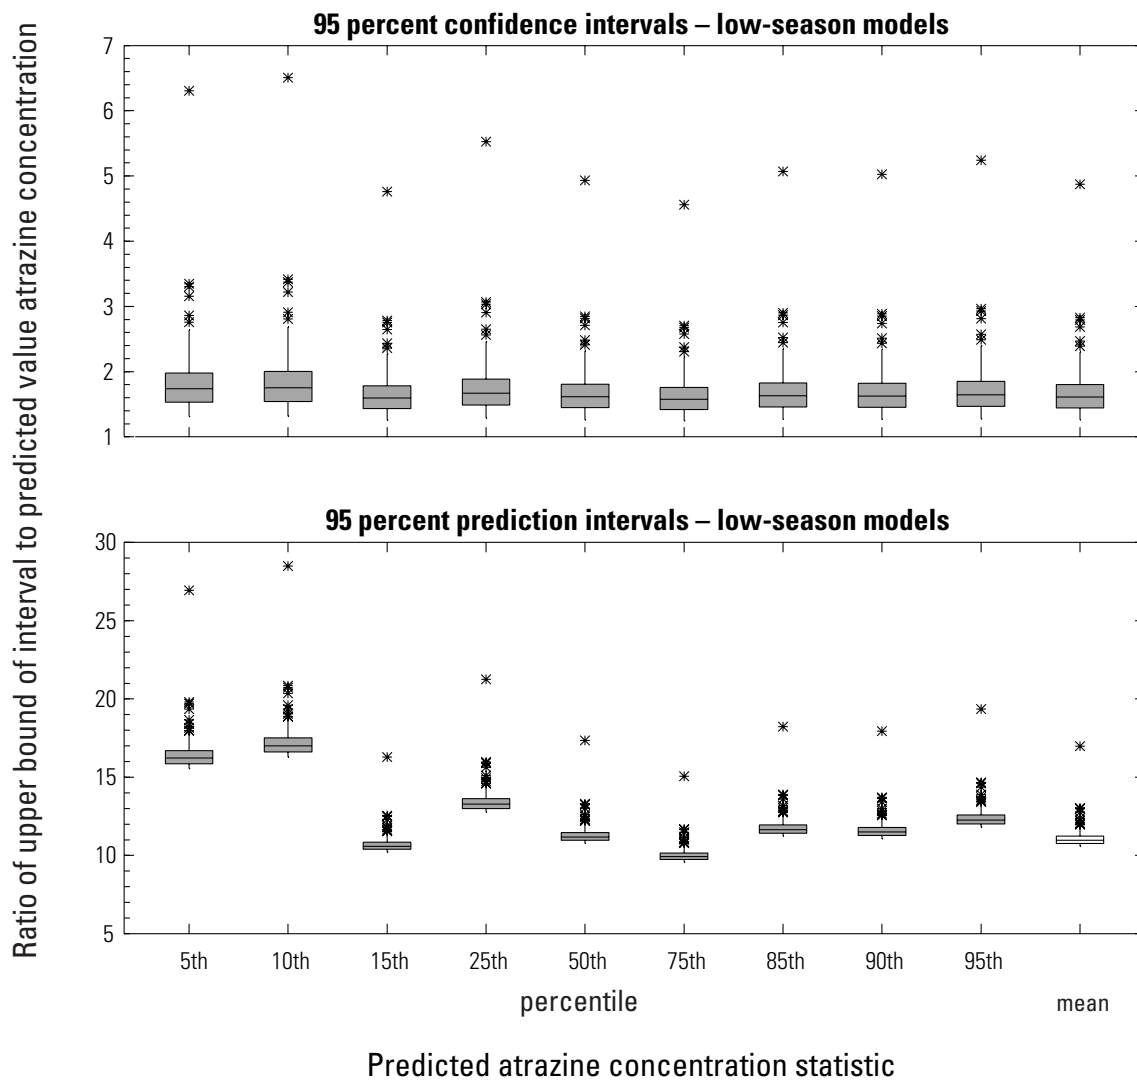 95 percent confidence intervals – low-season models
Ratio of upper bound of interval to predicted value atrazine concentration
7
6
5
4
3
2
1
95 percent prediction intervals – low-season models
30
25
20
15
10
5
5th 10th 15th 25th 50th 75th 85th 90th 95th
percentile mean
Predicted atrazine concentration statistic